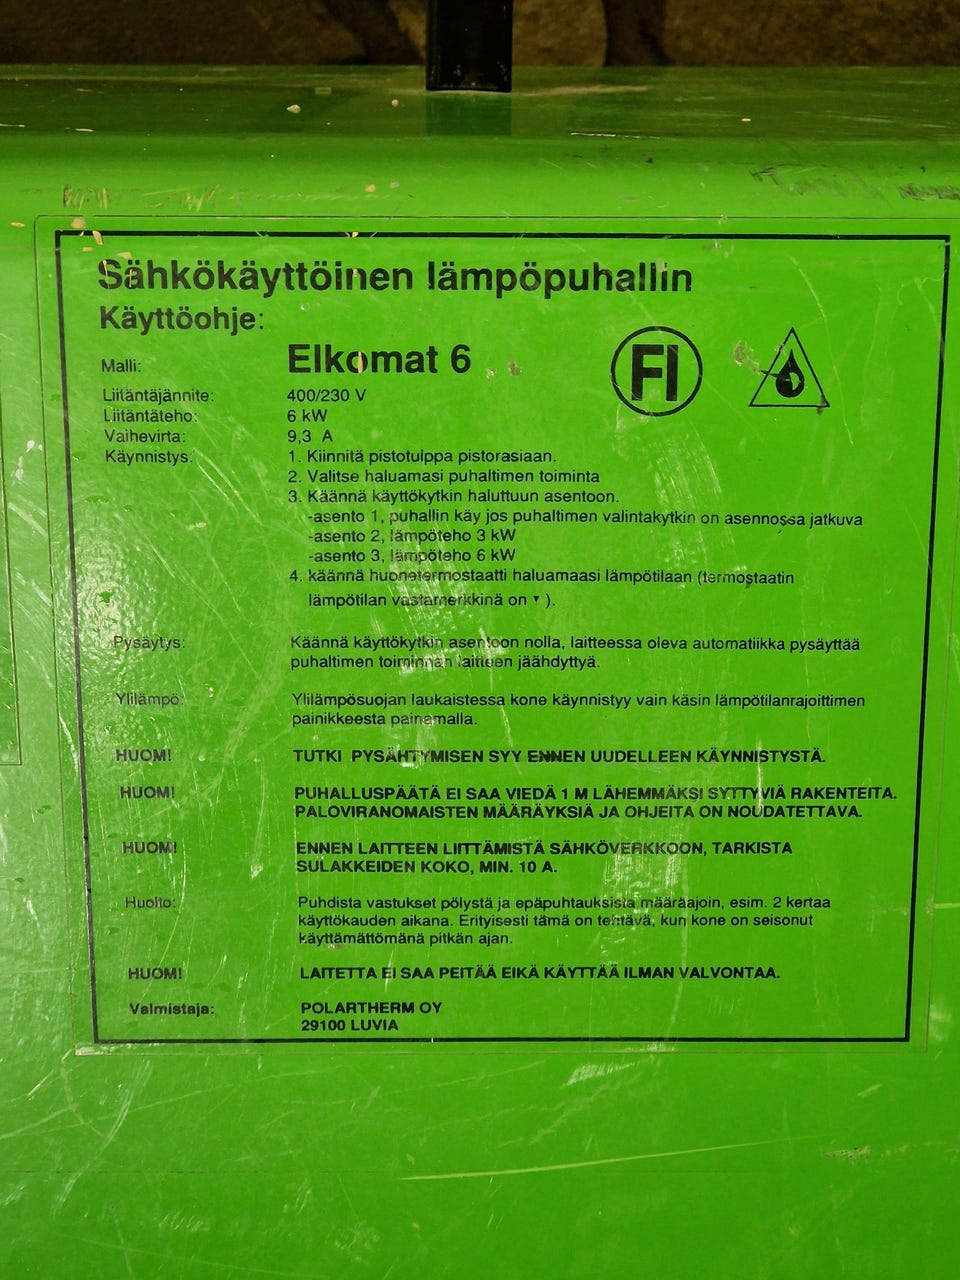 Sähkökäyttöinen lämpöpuhallin
Käyttöohje:
Malli: Elkomat 6
FI
Liitäntäjännite: 400/230 V
Liitäntäteho: 6 kW
Vaihevirta: 9,3 A
Käynnistys: 1. Kiinnitä pistotulppa pistorasiaan.
2. Valitse haluamasi puhaltimen toiminta
3. Käännä käyttökytkin haluttuun asentoon.
-asento 1, puhallin käy jos puhaltimen valintakytkin on asennossa jatkuva
-asento 2, lämpöteho 3 kW
-asento 3, lämpöteho 6 kW
4. käännä huonetermostaatti haluamaasi lämpötilaan (termostaatin
lämpötilan vastamerkkinä on ▼ ).
Pysäytys: Käännä käyttökytkin asentoon nolla, laitteessa oleva automatiikka pysäyttää
puhaltimen toiminnan laitteen jäähdyttyä.
Ylilämpö: Ylilämpösuojan laukaistessa kone käynnistyy vain käsin lämpötilanrajoittimen
painikkeesta painamalla.
HUOM! TUTKI PYSÄHTYMISEN SYY ENNEN UUDELLEEN KÄYNNISTYSTÄ.
HUOM! PUHALLUSPÄÄTÄ EI SAA VIEDÄ 1 M LÄHEMMÄKSI SYTTYVIÄ RAKENTEITA.
PALOVIRANOMAISTEN MÄÄRÄYKSIÄ JA OHJEITA ON NOUDATETTAVA.
HUOM! ENNEN LAITTEEN LIITTÄMISTÄ SÄHKÖVERKKOON, TARKISTA
SULAKKEIDEN KOKO, MIN. 10 A.
Huolto: Puhdista vastukset pölystä ja epäpuhtauksista määräajoin, esim. 2 kertaa
käyttökauden aikana. Erityisesti tämä on tehtävä, kun kone on seisonut
käyttämättömänä pitkän ajan.
HUOM! LAITETTA EI SAA PEITÄÄ EIKÄ KÄYTTÄÄ ILMAN VALVONTAA.
Valmistaja: POLARTHERM OY
29100 LUVIA